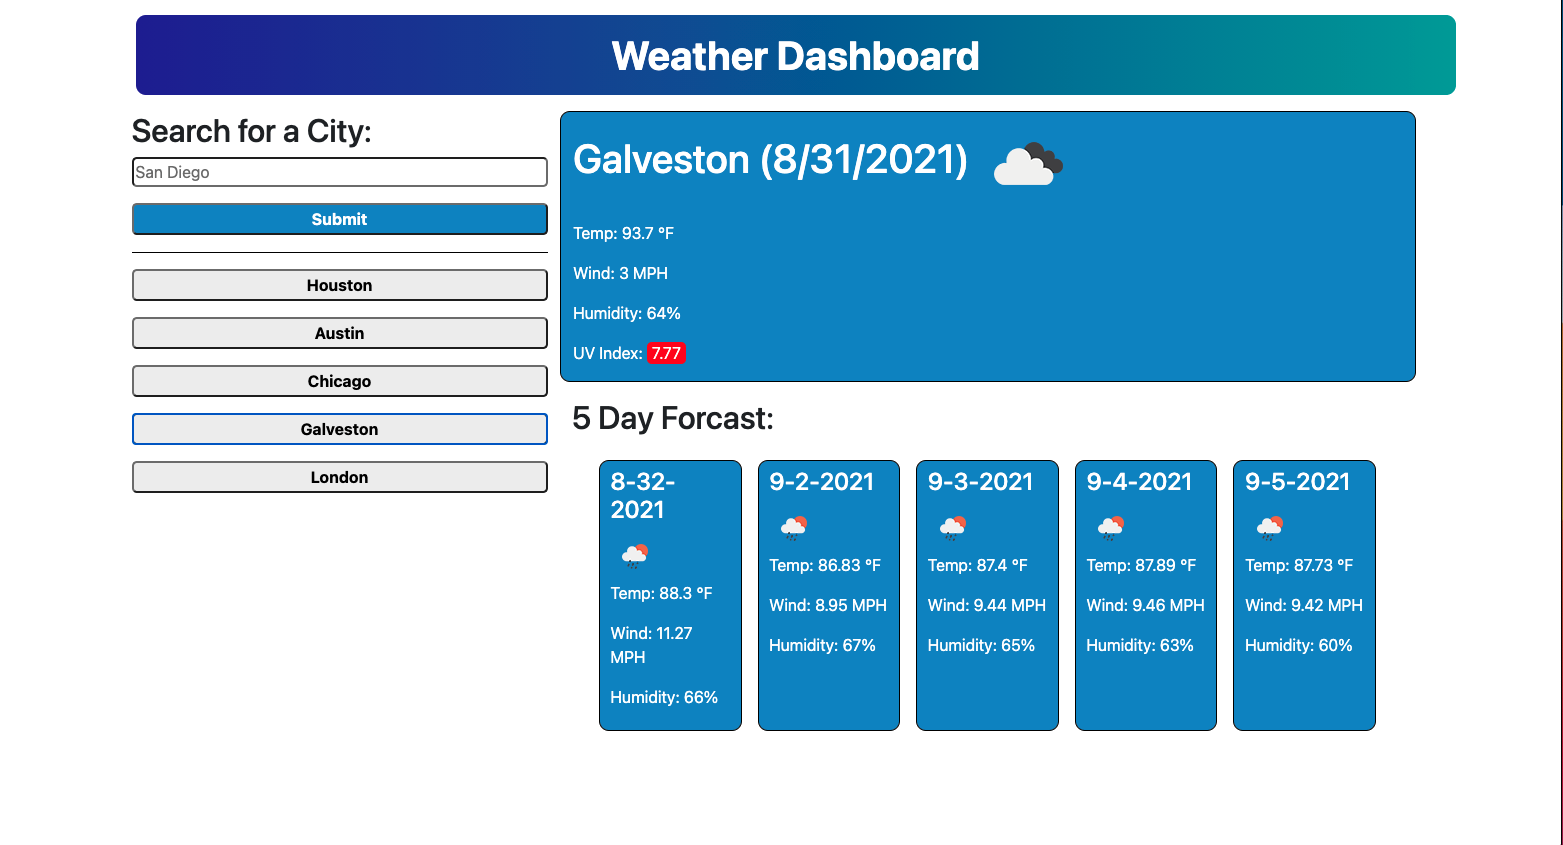 Weather Dashboard
Search for a City:
San Diego
Submit
Houston
Austin
Chicago
Galveston
London
Galveston (8/31/2021)
Temp: 93.7 °F
Wind: 3 MPH
Humidity: 64%
UV Index: 7.77
5 Day Forcast:
8-32-
2021
Temp: 88.3 °F
Wind: 11.27
MPH
Humidity: 66%
9-2-2021
Temp: 86.83 °F
Wind: 8.95 MPH
Humidity: 67%
9-3-2021
Temp: 87.4 °F
Wind: 9.44 MPH
Humidity: 65%
9-4-2021
Temp: 87.89 °F
Wind: 9.46 MPH
Humidity: 63%
9-5-2021
Temp: 87.73 °F
Wind: 9.42 MPH
Humidity: 60%